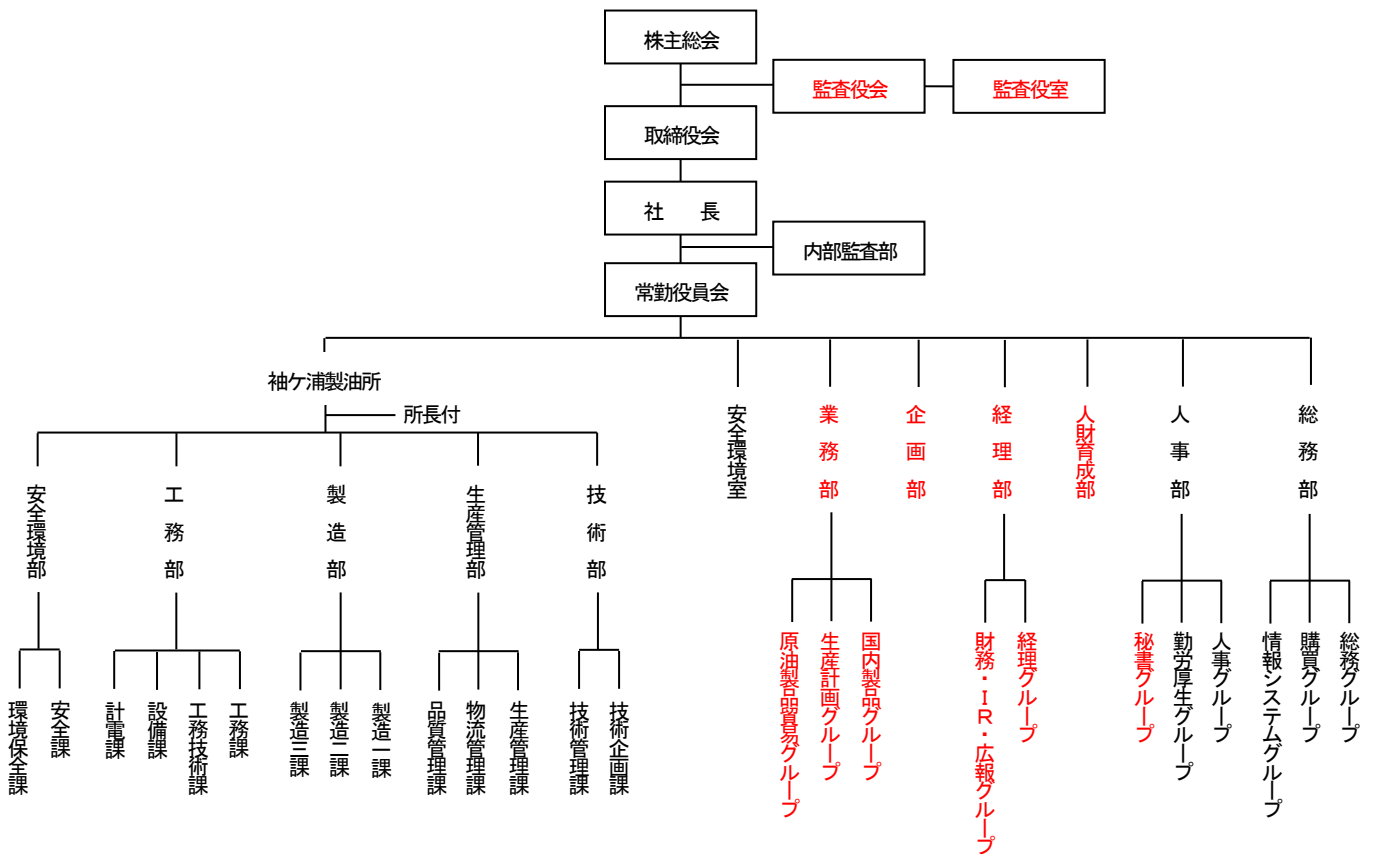 株主総会
監査役会
監査役室
取締役会
社　　長
内部監査部
常勤役員会
袖ケ浦製油所
所長付
安全環境室
業務部
企画部
経理部
人財育成部
人事部
総務部
安全環境部
工務部
製造部
生産管理部
技術部
原油製品貿易グループ
生産計画グループ
国内製品グループ
財務・ＩＲ・広報グループ
経理グループ
秘書グループ
勤労厚生グループ
人事グループ
情報システムグループ
購買グループ
総務グループ
環境保全課
安全課
計電課
設備課
工務技術課
工務課
製造三課
製造二課
製造一課
品質管理課
物流管理課
生産管理課
技術管理課
技術企画課